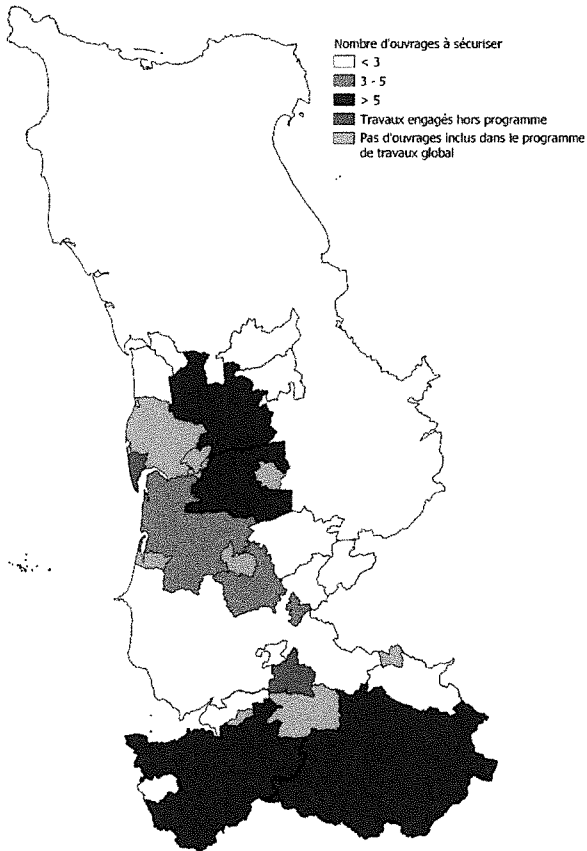 Nombre d'ouvrages à sécuriser
< 3
3 - 5
> 5
Travaux engagés hors programme
Pas d'ouvrages inclus dans le programme
de travaux global